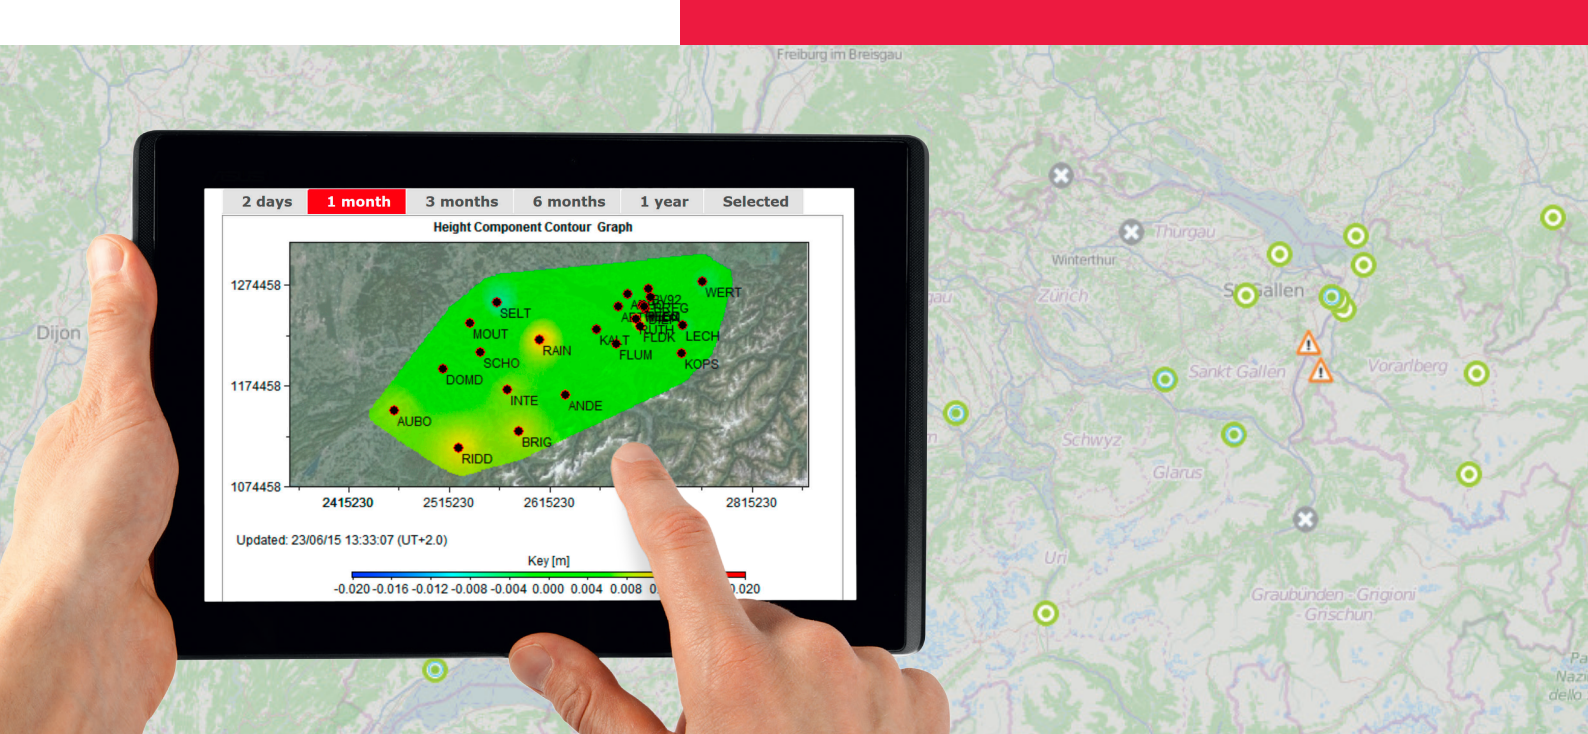 Freiburg im Breisgau
2 days 1 month 3 months 6 months 1 year Selected
Height Component Contour Graph
1274458
1174458
1074458
SELT
WERT
MOUT
RAIN
KALT
RUTH
FLDK
LECH
SCHO
FLUM
KOPS
DOMD
INTE
ANDE
AUBO
BRIG
RIDD
2415230 2515230 2615230 2815230
Updated: 23/06/15 13:33:07 (UT+2.0)
Key [m]
-0.020 -0.016 -0.012 -0.008 -0.004 0.000 0.004 0.008
Dijon
Thurgau
Winterthur
Zürich
Sankt Gallen
Vorarlberg
Schwyz
Glarus
Uri
Graubünden - Grigioni
- Grischun
dello